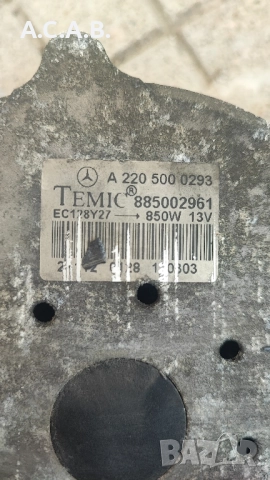 A 220 500 0293
TEMIC® 885002961
EC128Y27 → 850W 13V
BAZAR